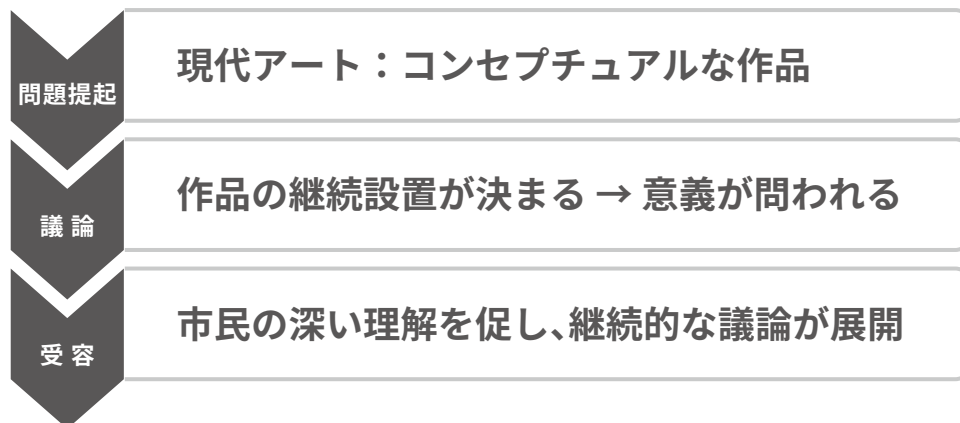 問題提起
現代アート：コンセプチュアルな作品
議論
作品の継続設置が決まる → 意義が問われる
受容
市民の深い理解を促し、継続的な議論が展開